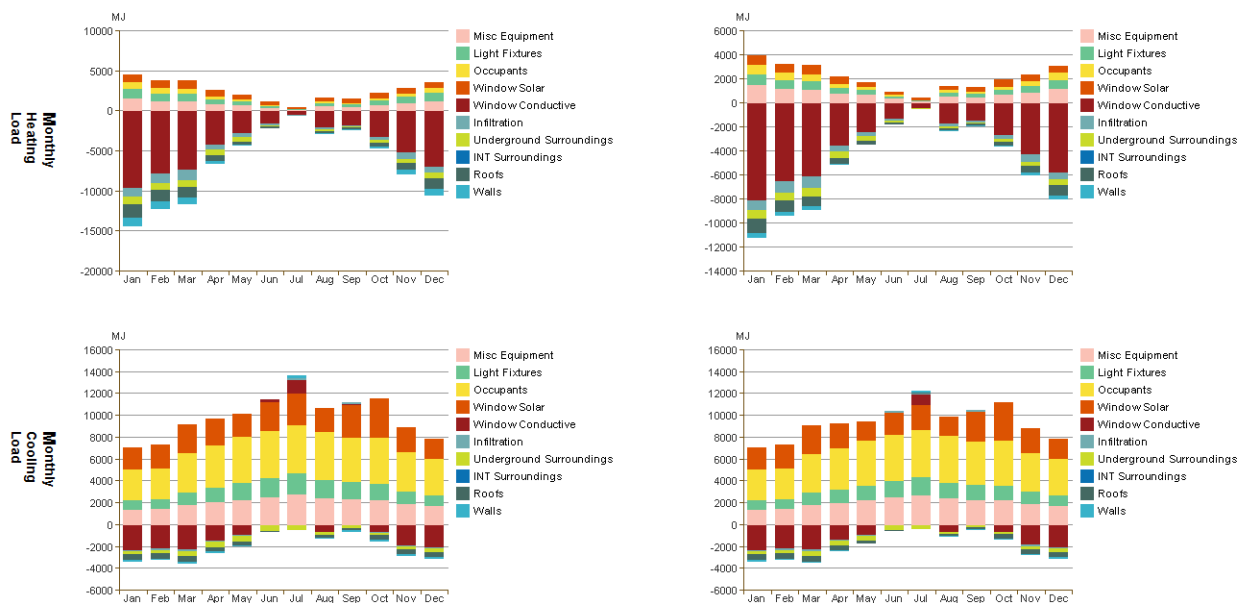 Monthly
Heating
Load
MJ
10000
5000
0
-5000
-10000
-15000
-20000
Jan Feb Mar Apr May Jun Jul Aug Sep Oct Nov Dec
Misc Equipment
Light Fixtures
Occupants
Window Solar
Window Conductive
Infiltration
Underground Surroundings
INT Surroundings
Roofs
Walls
MJ
6000
4000
2000
0
-2000
-4000
-6000
-8000
-10000
-12000
-14000
Jan Feb Mar Apr May Jun Jul Aug Sep Oct Nov Dec
Misc Equipment
Light Fixtures
Occupants
Window Solar
Window Conductive
Infiltration
Underground Surroundings
INT Surroundings
Roofs
Walls
Monthly
Cooling
Load
MJ
16000
14000
12000
10000
8000
6000
4000
2000
0
-2000
-4000
-6000
Jan Feb Mar Apr May Jun Jul Aug Sep Oct Nov Dec
Misc Equipment
Light Fixtures
Occupants
Window Solar
Window Conductive
Infiltration
Underground Surroundings
INT Surroundings
Roofs
Walls
MJ
16000
14000
12000
10000
8000
6000
4000
2000
0
-2000
-4000
-6000
Jan Feb Mar Apr May Jun Jul Aug Sep Oct Nov Dec
Misc Equipment
Light Fixtures
Occupants
Window Solar
Window Conductive
Infiltration
Underground Surroundings
INT Surroundings
Roofs
Walls